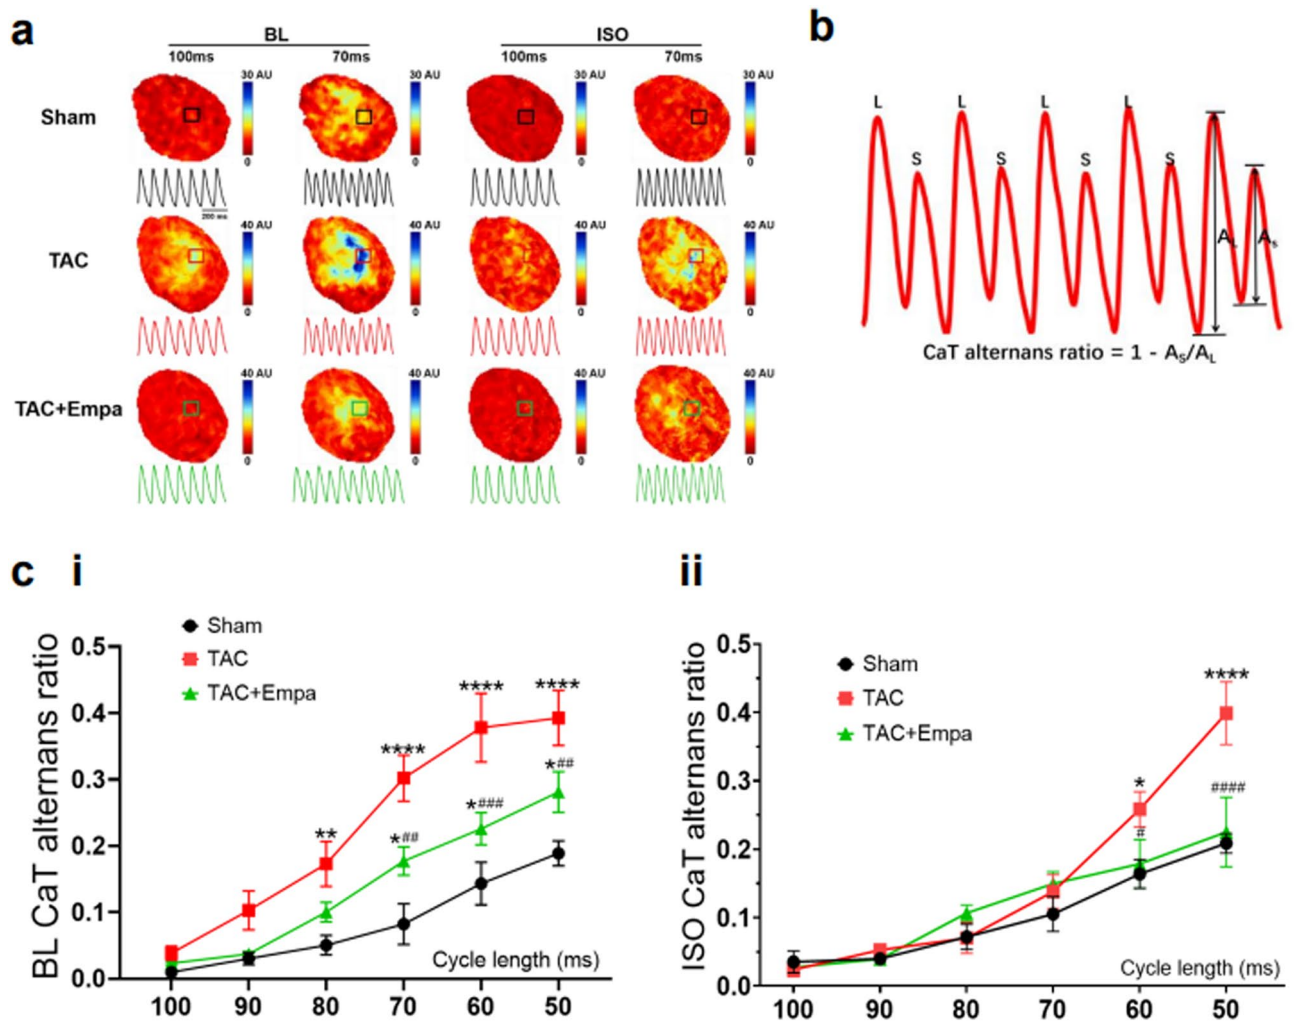 a
BL
ISO
100ms
70ms
100ms
70ms
Sham
30 AU
0
30 AU
0
30 AU
0
30 AU
0
200 ms
TAC
40 AU
0
40 AU
0
40 AU
0
40 AU
0
TAC+Empa
40 AU
0
40 AU
0
40 AU
0
40 AU
0
b
L
L
L
L
S
S
S
S
AL
As
CaT alternans ratio = 1 - AS/AL
c i
Sham
TAC
TAC+Empa
BL CaT alternans ratio
0.5
0.4
0.3
0.2
0.1
0.0
**
****
****
****
*##
*###
*##
Cycle length (ms)
100 90 80 70 60 50
ii
Sham
TAC
TAC+Empa
ISO CaT alternans ratio
0.5
0.4
0.3
0.2
0.1
0.0
*
****
#
####
Cycle length (ms)
100 90 80 70 60 50